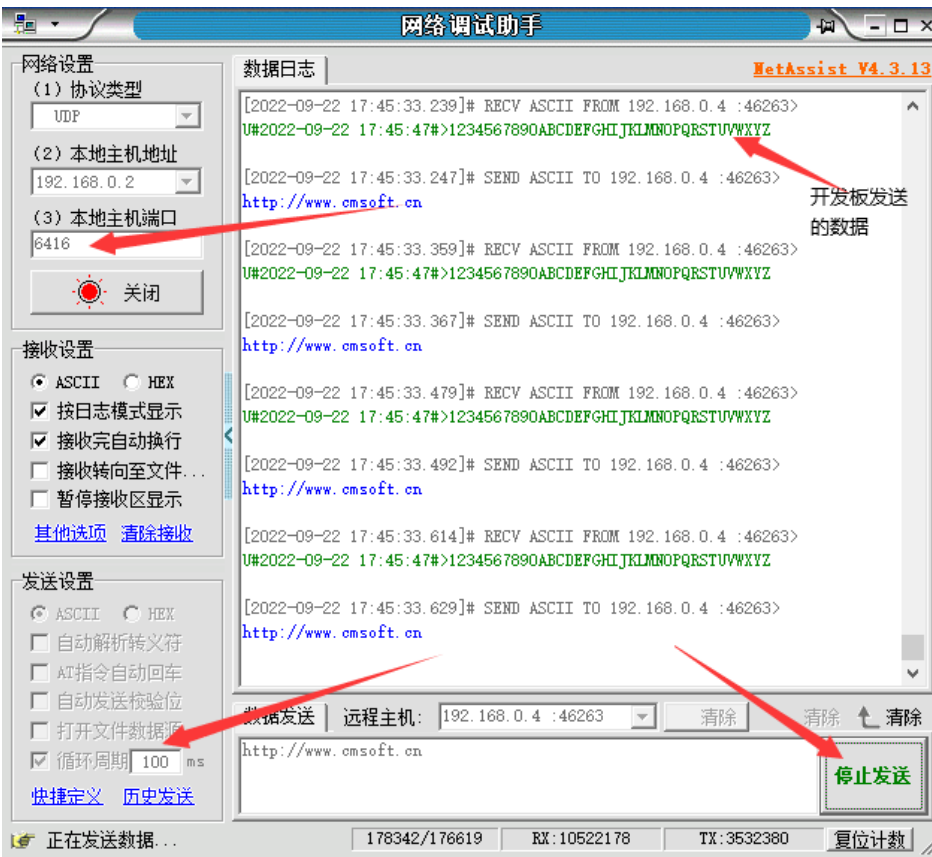 网络调试助手
网络设置
(1) 协议类型
UDP
(2) 本地主机地址
192.168.0.2
(3) 本地主机端口
6416
关闭
接收设置
ASCII HEX
按日志模式显示
接收完自动换行
接收转向至文件...
暂停接收区显示
其他选项 清除接收
发送设置
ASCII HEX
自动解析转义符
AT指令自动回车
自动发送校验位
打开文件数据源
循环周期 100 ms
快捷定义 历史发送
数据日志
NetAssist V4.3.13
[2022-09-22 17:45:33.239]# RECV ASCII FROM 192.168.0.4 :46263>
U#2022-09-22 17:45:47#>1234567890ABCDEFGHIJKLMNOPQRSTUVWXYZ
[2022-09-22 17:45:33.247]# SEND ASCII TO 192.168.0.4 :46263>
http://www.cmsoft.cn
[2022-09-22 17:45:33.359]# RECV ASCII FROM 192.168.0.4 :46263>
U#2022-09-22 17:45:47#>1234567890ABCDEFGHIJKLMNOPQRSTUVWXYZ
[2022-09-22 17:45:33.367]# SEND ASCII TO 192.168.0.4 :46263>
http://www.cmsoft.cn
[2022-09-22 17:45:33.479]# RECV ASCII FROM 192.168.0.4 :46263>
U#2022-09-22 17:45:47#>1234567890ABCDEFGHIJKLMNOPQRSTUVWXYZ
[2022-09-22 17:45:33.492]# SEND ASCII TO 192.168.0.4 :46263>
http://www.cmsoft.cn
[2022-09-22 17:45:33.614]# RECV ASCII FROM 192.168.0.4 :46263>
U#2022-09-22 17:45:47#>1234567890ABCDEFGHIJKLMNOPQRSTUVWXYZ
[2022-09-22 17:45:33.629]# SEND ASCII TO 192.168.0.4 :46263>
http://www.cmsoft.cn
开发板发送
的数据
数据发送 远程主机: 192.168.0.4 :46263 清除 清除 清除
http://www.cmsoft.cn
停止发送
正在发送数据... 178342/176619 RX:10522178 TX:3532380 复位计数